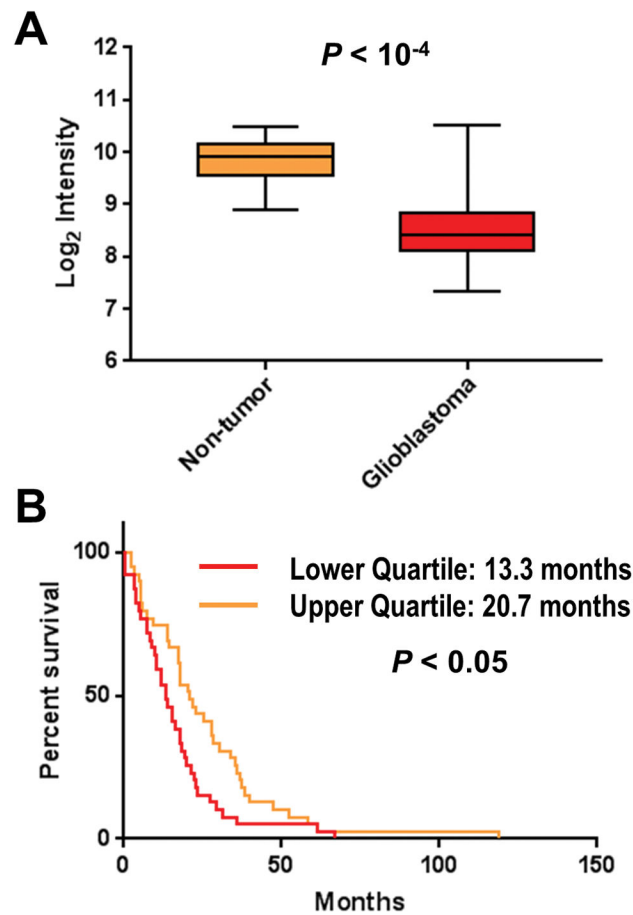 A
P < 10-4
12
11
10
9
8
7
6
Log2 Intensity
Non-tumor
Glioblastoma
B
100
50
0
Percent survival
Lower Quartile: 13.3 months
Upper Quartile: 20.7 months
P < 0.05
0 50 100 150
Months